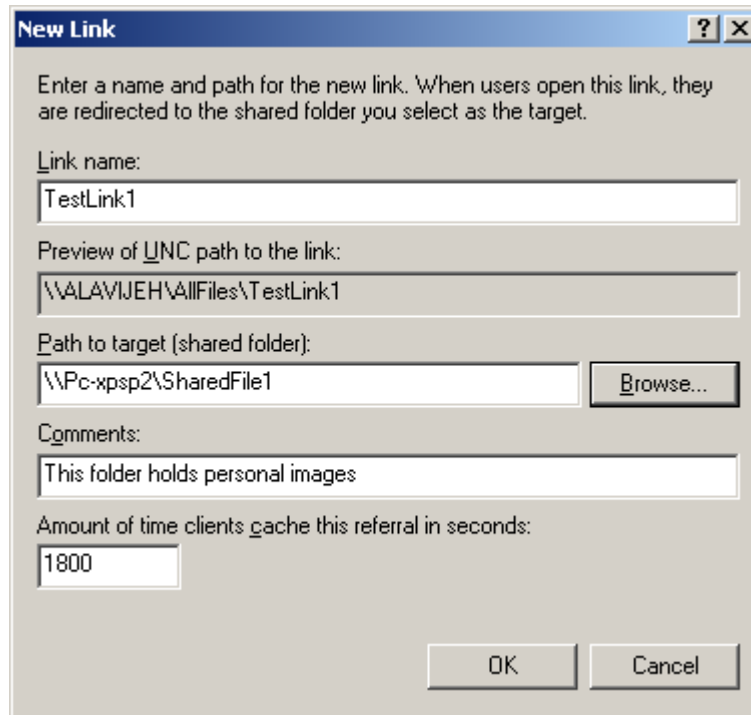 New Link
Enter a name and path for the new link. When users open this link, they
are redirected to the shared folder you select as the target.
Link name:
TestLink1
Preview of UNC path to the link:
\\ALAVIJEH\AllFiles\TestLink1
Path to target (shared folder):
\\Pc-xpsp2\SharedFile1
Browse...
Comments:
This folder holds personal images
Amount of time clients cache this referral in seconds:
1800
OK
Cancel